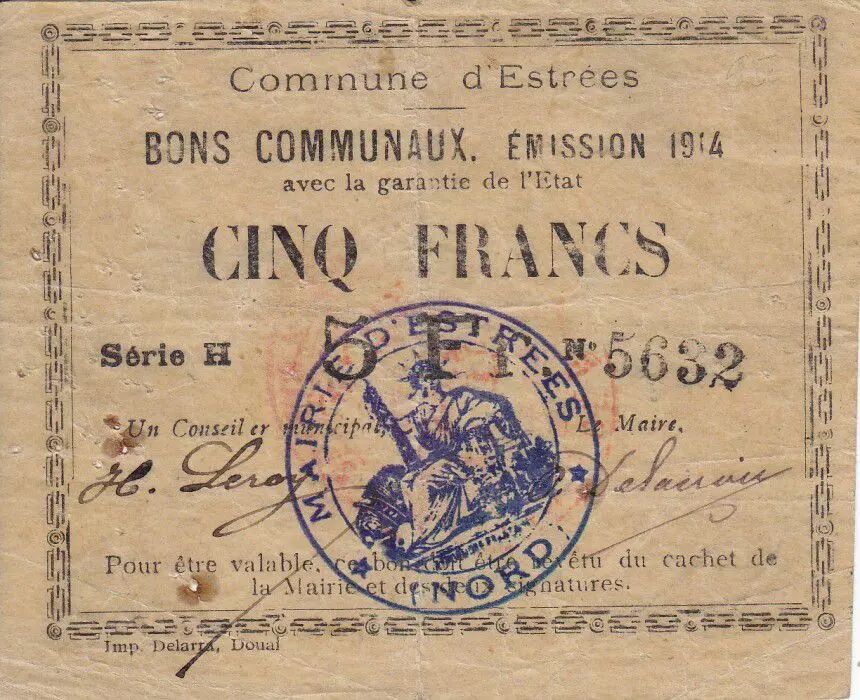 Commune d'Estrées
BONS COMMUNAUX. ÉMISSION 1914
avec la garantie de l'Etat
CINQ FRANCS
Série H 5 Fr. N° 5632
Un Conseiller municipal, Le Maire,
H. Leroy
Pour être valable, ce bon doit être revêtu du cachet de
la Mairie et des deux signatures.
MAIRIE D'ESTRÉES
(NORD)
Imp. Delarra, Douai